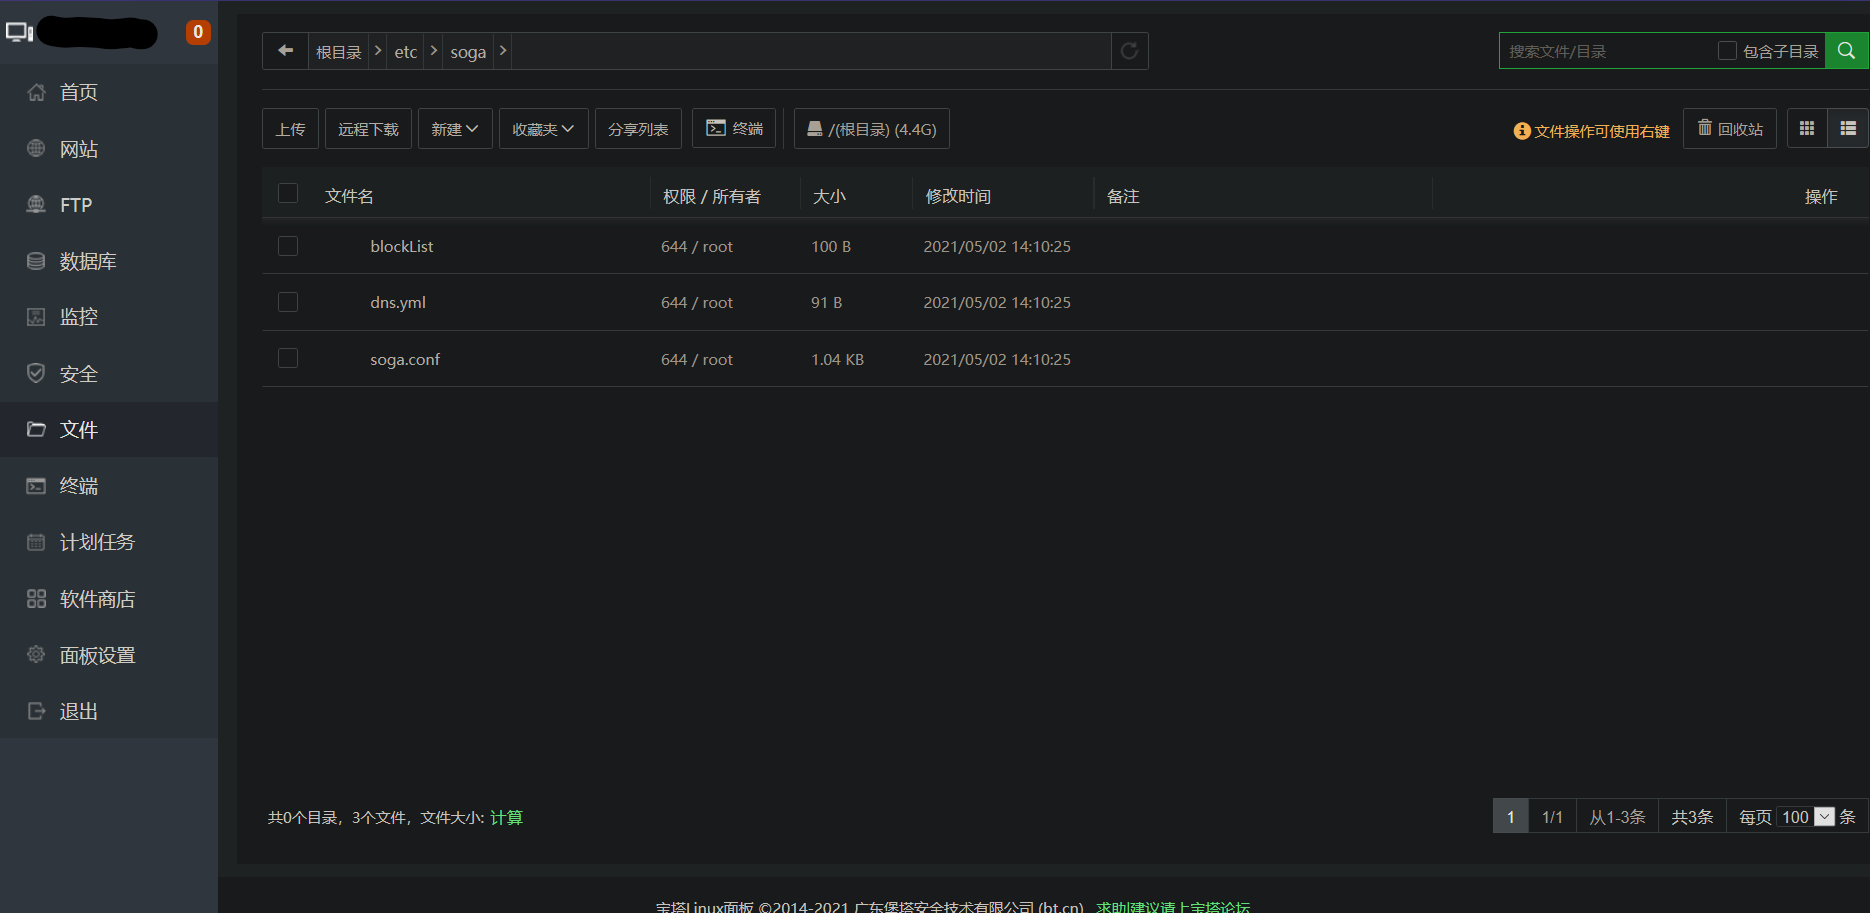 0
首页
网站
FTP
数据库
监控
安全
文件
终端
计划任务
软件商店
面板设置
退出
根目录 > etc > soga >
搜索文件/目录 包含子目录
上传 远程下载 新建 收藏夹 分享列表 终端 /(根目录) (4.4G) 文件操作可使用右键 回收站
文件名 权限 / 所有者 大小 修改时间 备注 操作
blockList 644 / root 100 B 2021/05/02 14:10:25
dns.yml 644 / root 91 B 2021/05/02 14:10:25
soga.conf 644 / root 1.04 KB 2021/05/02 14:10:25
共0个目录，3个文件，文件大小: 计算
1 1/1 从1-3条 共3条 每页 100 条
宝塔Linux面板 ©2014-2021 广东堡塔安全技术有限公司 (bt.cn) 求助|建议请上宝塔论坛